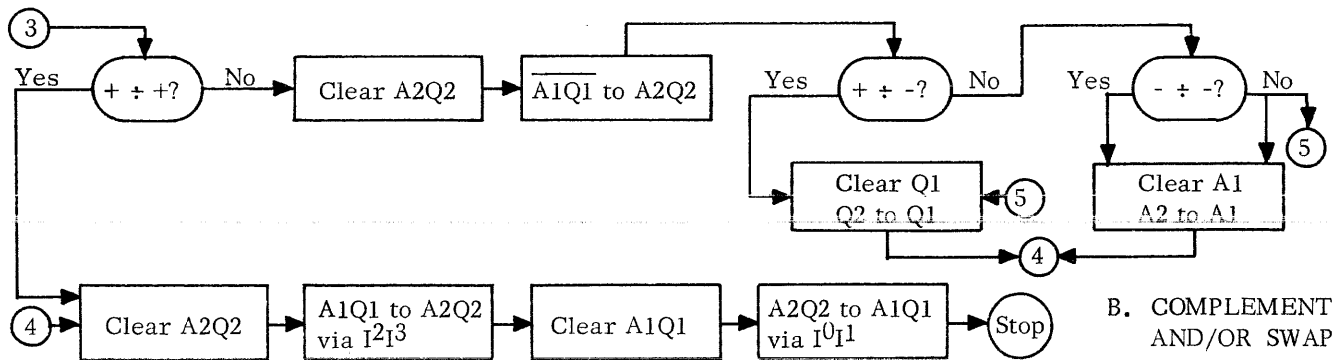 3
Yes
+ ÷ +?
No
Clear A2Q2
A1Q1 to A2Q2
Yes
+ ÷ -?
No
Yes
- ÷ -?
No
5
Clear Q1
Q2 to Q1
5
Clear A1
A2 to A1
4
4
Clear A2Q2
A1Q1 to A2Q2
via I²I³
Clear A1Q1
A2Q2 to A1Q1
via I⁰I¹
Stop
B. COMPLEMENT
AND/OR SWAP